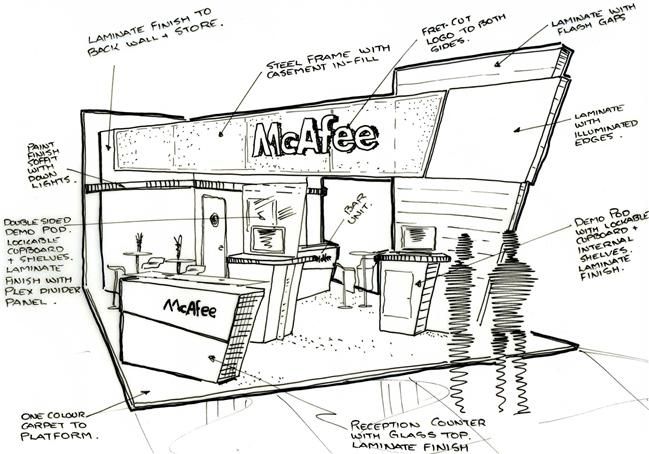 LAMINATE FINISH TO
BACK WALL + STORE.
STEEL FRAME WITH
CASEMENT IN-FILL
FRET-CUT
LOGO TO BOTH
SIDES.
LAMINATE WITH
FLASH GAPS
LAMINATE
WITH
ILLUMINATED
EDGES.
McAfee
PAINT
FINISH
SOFFIT
WITH
DOWN
LIGHTS.
BAR
UNIT.
DOUBLE SIDED
DEMO POD.
LOCKABLE
CUPBOARD
+ SHELVES.
LAMINATE
FINISH WITH
PLEX DIVIDER
PANEL.
DEMO POD
WITH LOCKABLE
CUPBOARD +
INTERNAL
SHELVES.
LAMINATE
FINISH.
McAfee
McAfee
ONE COLOUR
CARPET TO
PLATFORM.
RECEPTION COUNTER
WITH GLASS TOP.
LAMINATE FINISH